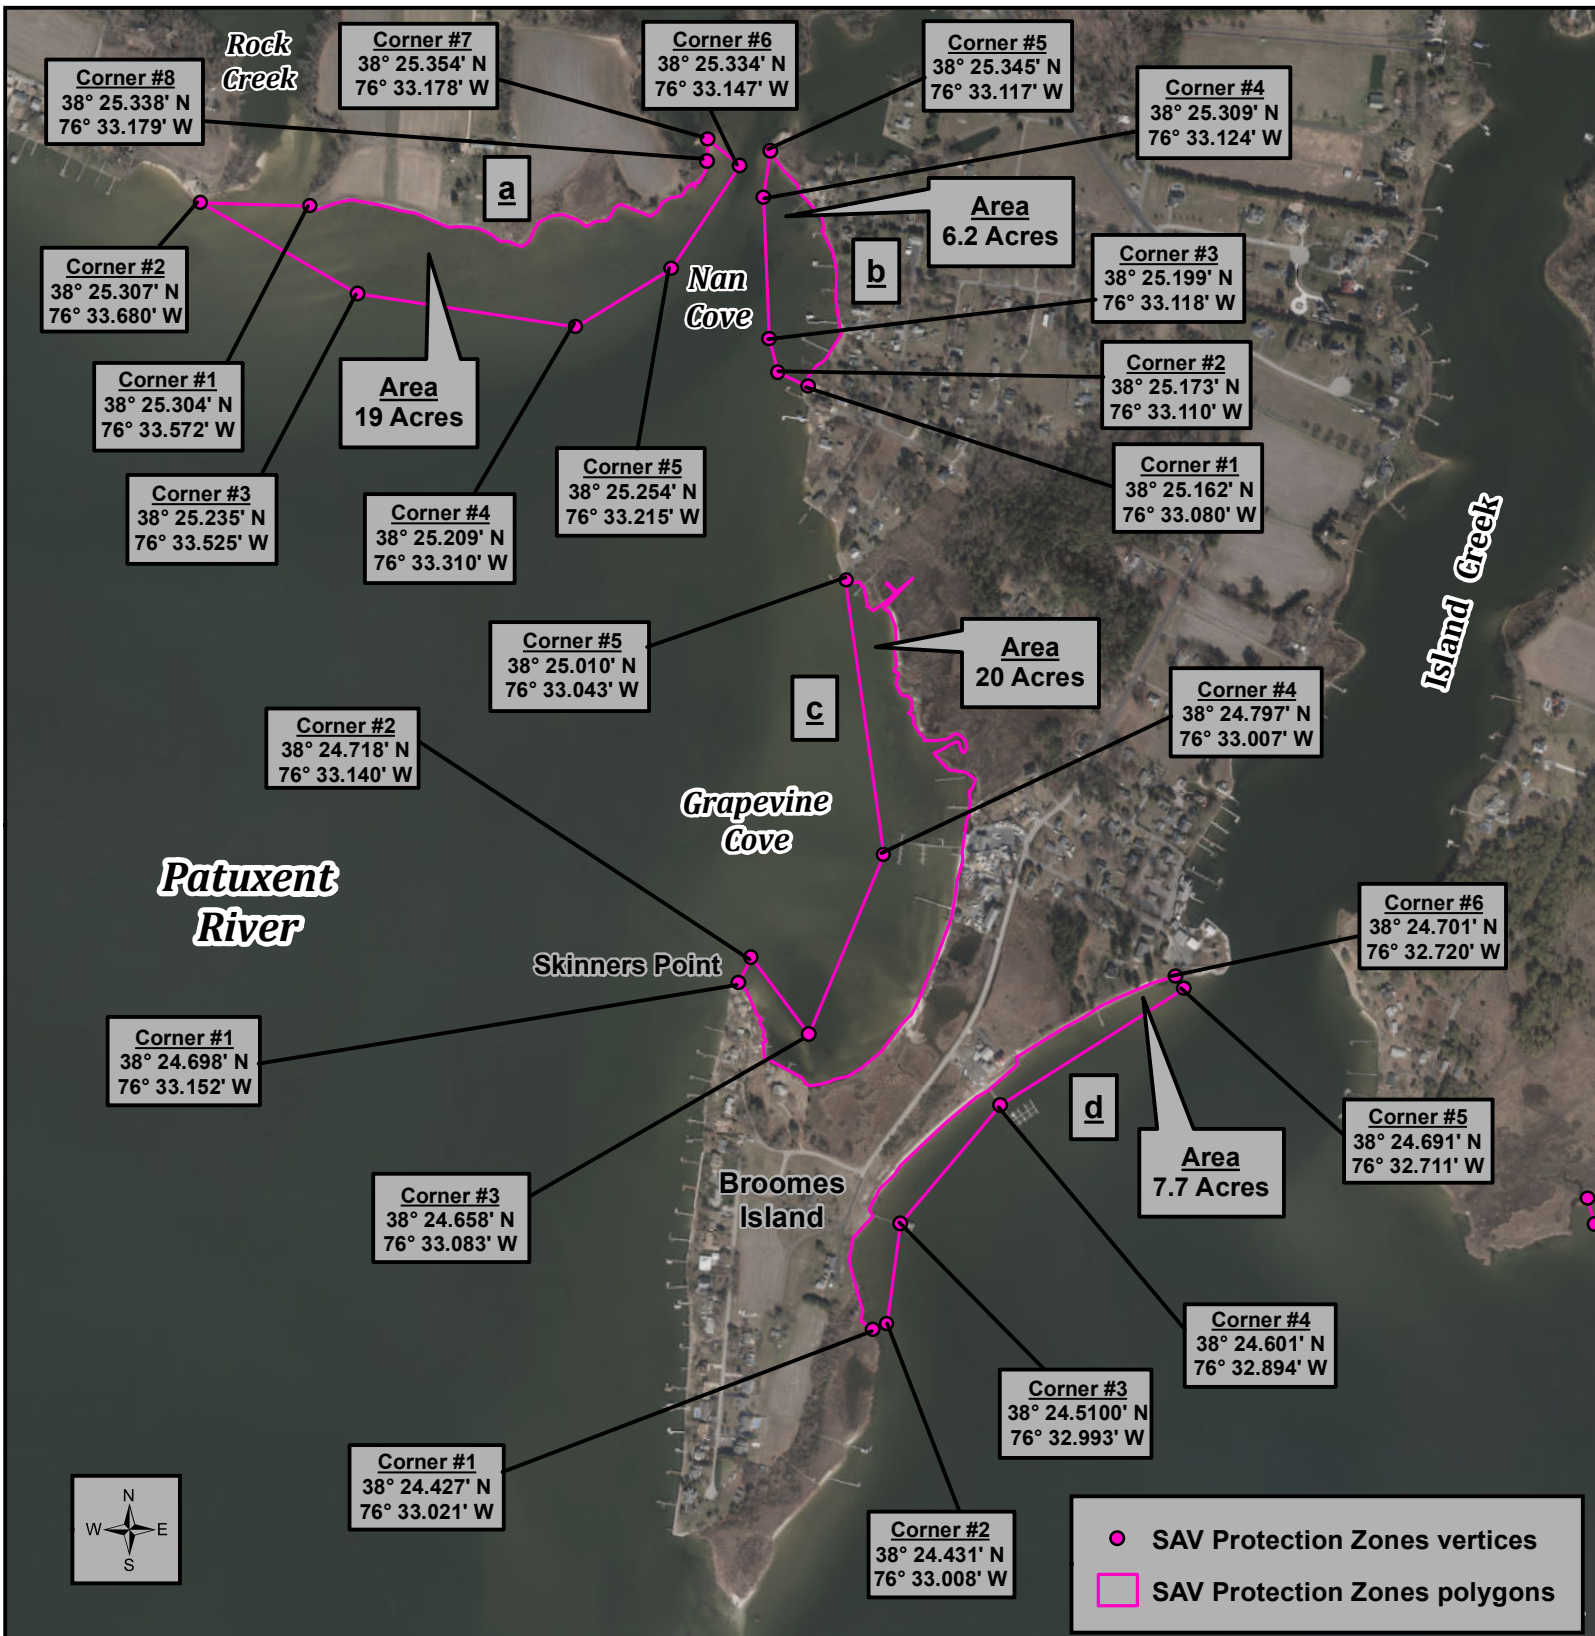 Rock
Creek
Corner #7
38° 25.354' N
76° 33.178' W
Corner #6
38° 25.334' N
76° 33.147' W
Corner #5
38° 25.345' N
76° 33.117' W
Corner #8
38° 25.338' N
76° 33.179' W
Corner #4
38° 25.309' N
76° 33.124' W
a
Area
6.2 Acres
Corner #2
38° 25.307' N
76° 33.680' W
Nan
Cove
b
Corner #3
38° 25.199' N
76° 33.118' W
Corner #1
38° 25.304' N
76° 33.572' W
Area
19 Acres
Corner #2
38° 25.173' N
76° 33.110' W
Corner #3
38° 25.235' N
76° 33.525' W
Corner #4
38° 25.209' N
76° 33.310' W
Corner #5
38° 25.254' N
76° 33.215' W
Corner #1
38° 25.162' N
76° 33.080' W
Island Creek
Corner #5
38° 25.010' N
76° 33.043' W
Area
20 Acres
c
Corner #4
38° 24.797' N
76° 33.007' W
Corner #2
38° 24.718' N
76° 33.140' W
Grapevine
Cove
Patuxent
River
Skinners Point
Corner #6
38° 24.701' N
76° 32.720' W
Corner #1
38° 24.698' N
76° 33.152' W
d
Corner #5
38° 24.691' N
76° 32.711' W
Area
7.7 Acres
Corner #3
38° 24.658' N
76° 33.083' W
Broomes
Island
Corner #4
38° 24.601' N
76° 32.894' W
Corner #3
38° 24.5100' N
76° 32.993' W
Corner #1
38° 24.427' N
76° 33.021' W
Corner #2
38° 24.431' N
76° 33.008' W
N
W E
S
SAV Protection Zones vertices
SAV Protection Zones polygons